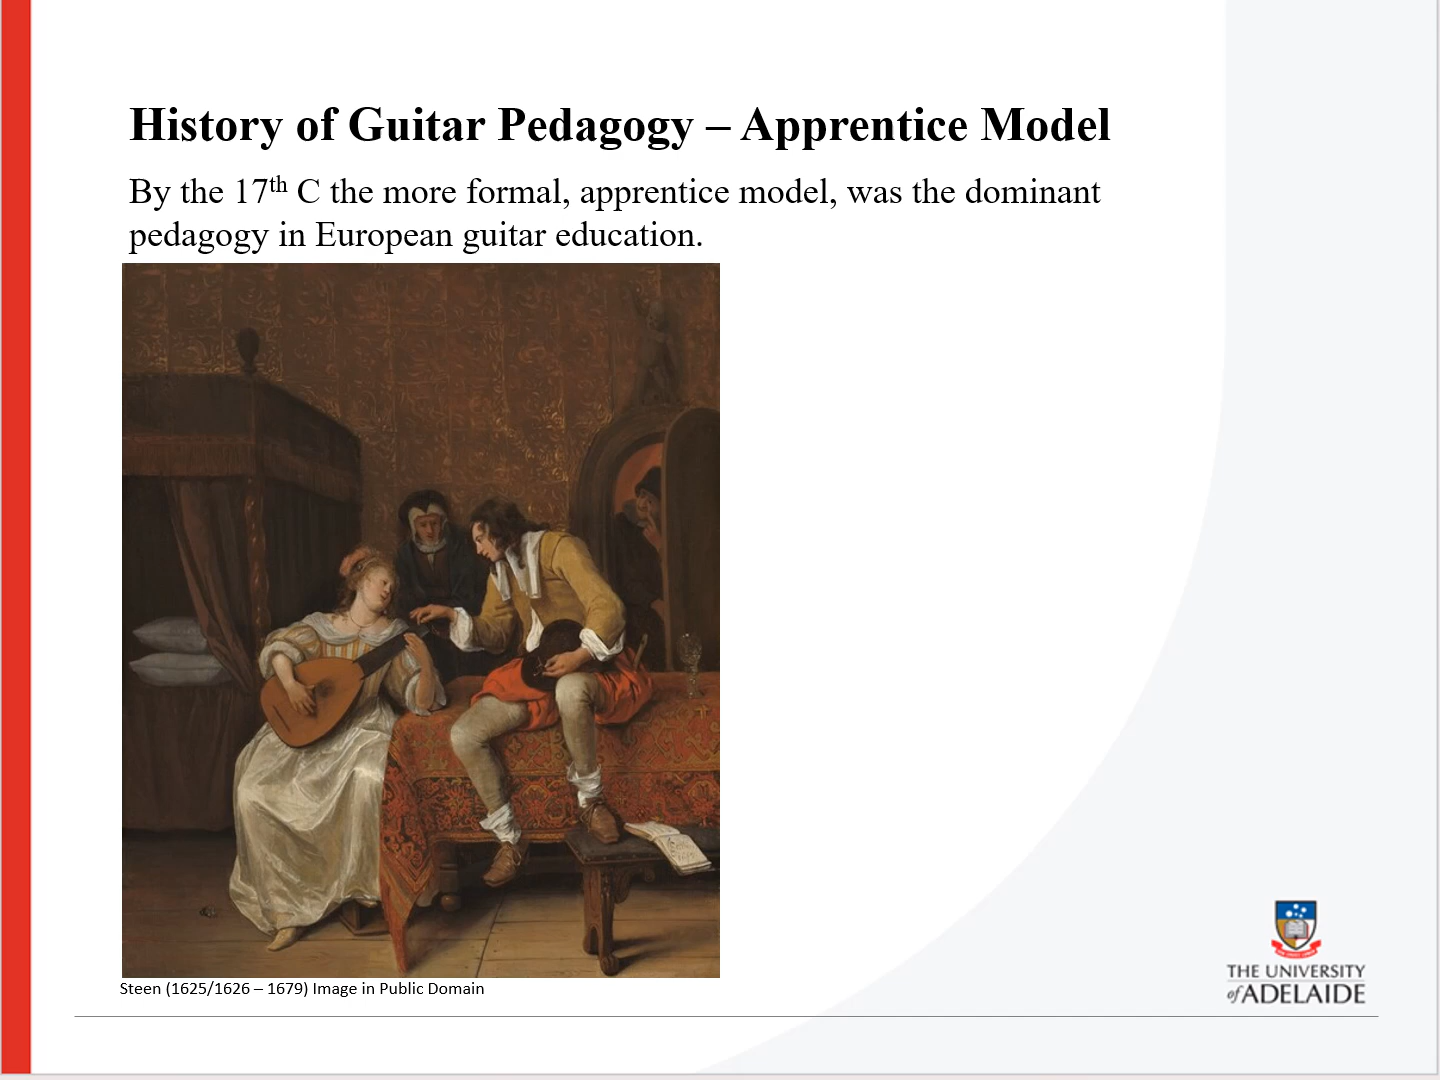 History of Guitar Pedagogy – Apprentice Model
By the 17th C the more formal, apprentice model, was the dominant
pedagogy in European guitar education.
Steen (1625/1626 – 1679) Image in Public Domain
THE UNIVERSITY
of ADELAIDE